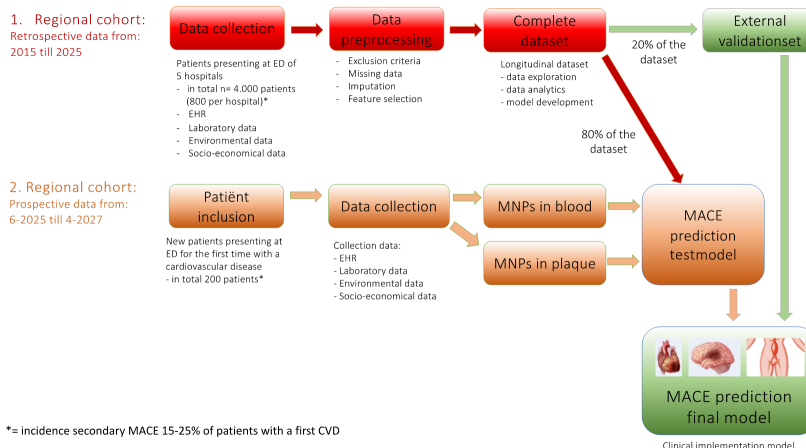 1. Regional cohort:
Retrospective data from:
2015 till 2025
Data collection
Patients presenting at ED of
5 hospitals
- in total n= 4.000 patients
(800 per hospital)*
- EHR
- Laboratory data
- Environmental data
- Socio-economical data
Data
preprocessing
- Exclusion criteria
- Missing data
- Imputation
- Feature selection
Complete
dataset
Longitudinal dataset
- data exploration
- data analytics
- model development
20% of the
dataset
External
validationset
80% of the
dataset
2. Regional cohort:
Prospective data from:
6-2025 till 4-2027
Patiënt
inclusion
New patients presenting at
ED for the first time with a
cardiovascular disease
- in total 200 patients*
Data collection
Collection data:
- EHR
- Laboratory data
- Environmental data
- Socio-economical data
MNPs in blood
MNPs in plaque
MACE
prediction
testmodel
MACE prediction
final model
Clinical implementation model
*= incidence secondary MACE 15-25% of patients with a first CVD